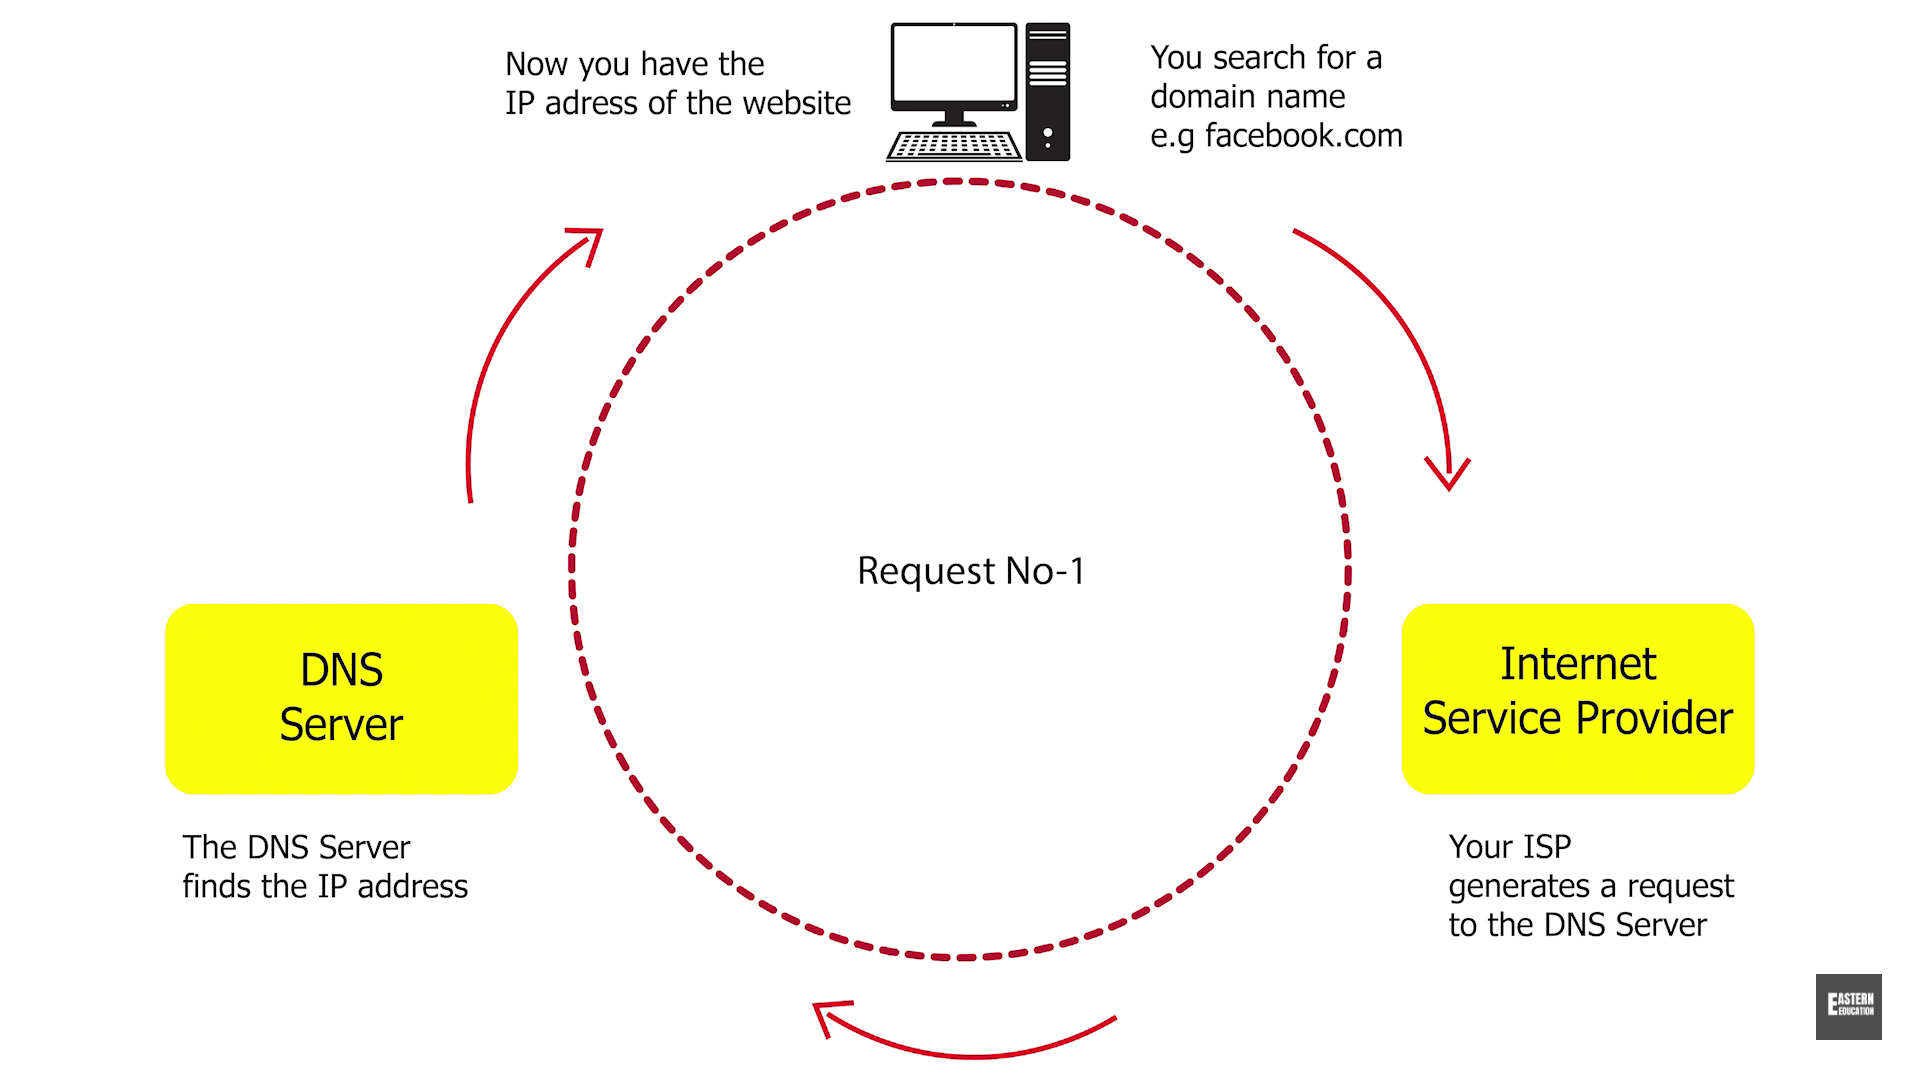 Now you have the
IP adress of the website
You search for a
domain name
e.g facebook.com
Request No-1
DNS
Server
Internet
Service Provider
The DNS Server
finds the IP address
Your ISP
generates a request
to the DNS Server
EASTERN
EDUCATION